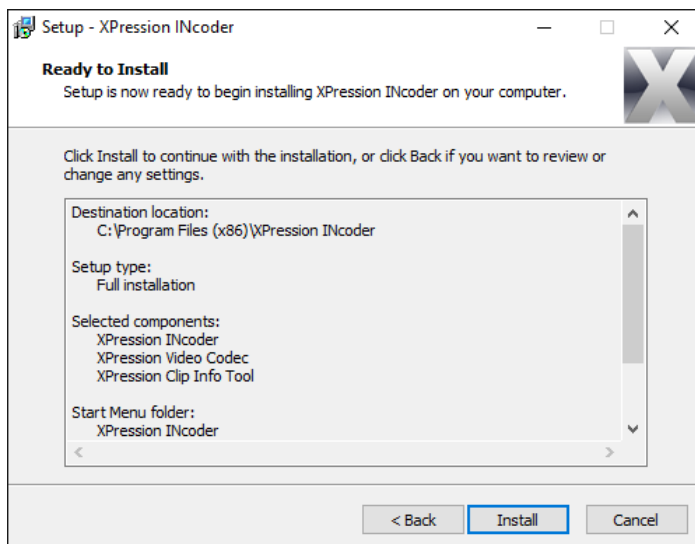 Setup - XPression INcoder
Ready to Install
Setup is now ready to begin installing XPression INcoder on your computer.
X
Click Install to continue with the installation, or click Back if you want to review or
change any settings.
Destination location:
C:\Program Files (x86)\XPression INcoder
Setup type:
Full installation
Selected components:
XPression INcoder
XPression Video Codec
XPression Clip Info Tool
Start Menu folder:
XPression INcoder
< Back
Install
Cancel